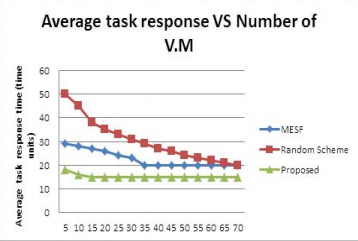 Average task response VS Number of
V.M
Average task response time (time
units)
60
50
40
30
20
10
0
5 10 15 20 25 30 35 40 45 50 55 60 65 70
MESF
Random Scheme
Proposed